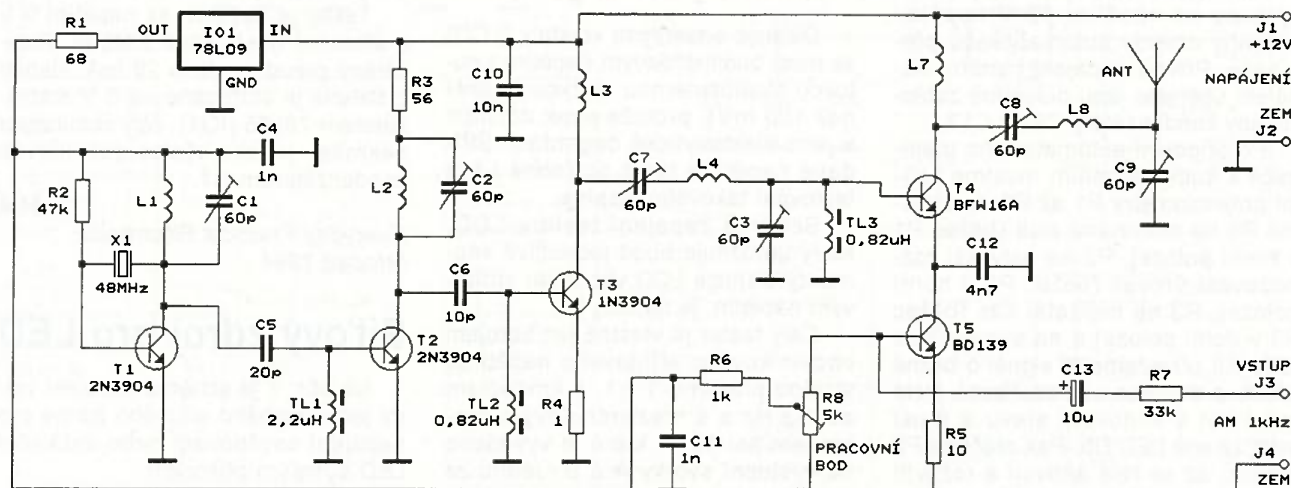 R1
68
OUT
IO1
78L09
IN
GND
R3
56
C10
10n
L3
L7
ANT
J1
+12V
NAPÁJENÍ
ZEM
J2
C8
60p
L8
C4
1n
R2
47k
L1
C1
60p
L2
C2
60p
C7
60p
L4
T4
BFW16A
C9
60p
X1
48MHz
C3
60p
TL3
0,82uH
C12
4n7
C6
10p
T3
1N3904
T5
BD139
T1
2N3904
C5
20p
T2
2N3904
R6
1k
C13
+
10u
R7
33k
VSTUP
J3
AM 1kHz
TL1
2,2uH
TL2
0,82uH
R4
1
C11
1n
R8
5k
PRACOVNÍ
BOD
R5
10
J4
ZEM